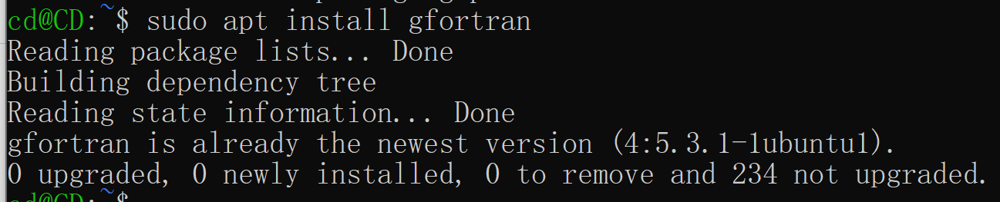 cd@CD:~$ sudo apt install gfortran
Reading package lists... Done
Building dependency tree
Reading state information... Done
gfortran is already the newest version (4:5.3.1-1ubuntu1).
0 upgraded, 0 newly installed, 0 to remove and 234 not upgraded.
cd@CD:~$